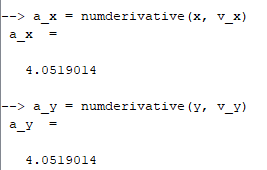 --> a_x = numderivative(x, v_x)
a_x  =
4.0519014
--> a_y = numderivative(y, v_y)
a_y  =
4.0519014